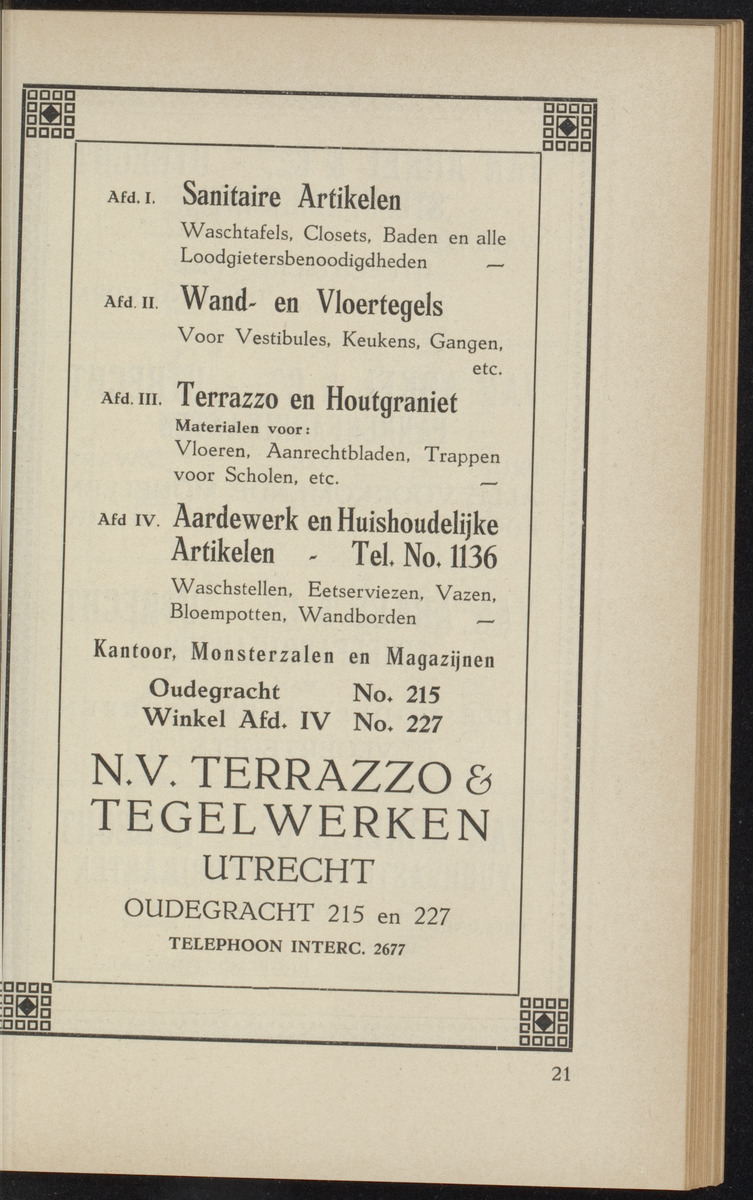 Afd. I. Sanitaire Artikelen
Waschtafels, Closets, Baden en alle
Loodgietersbenoodigdheden —
Afd. II. Wand- en Vloertegels
Voor Vestibules, Keukens, Gangen,
etc.
Afd. III. Terrazzo en Houtgraniet
Materialen voor:
Vloeren, Aanrechtbladen, Trappen
voor Scholen, etc. —
Afd IV. Aardewerk en Huishoudelijke
Artikelen - Tel. No. 1136
Waschstellen, Eetserviezen, Vazen,
Bloempotten, Wandborden —
Kantoor, Monsterzalen en Magazijnen
Oudegracht No. 215
Winkel Afd. IV No. 227
N.V. TERRAZZO &
TEGELWERKEN
UTRECHT
OUDEGRACHT 215 en 227
TELEPHOON INTERC. 2677
21